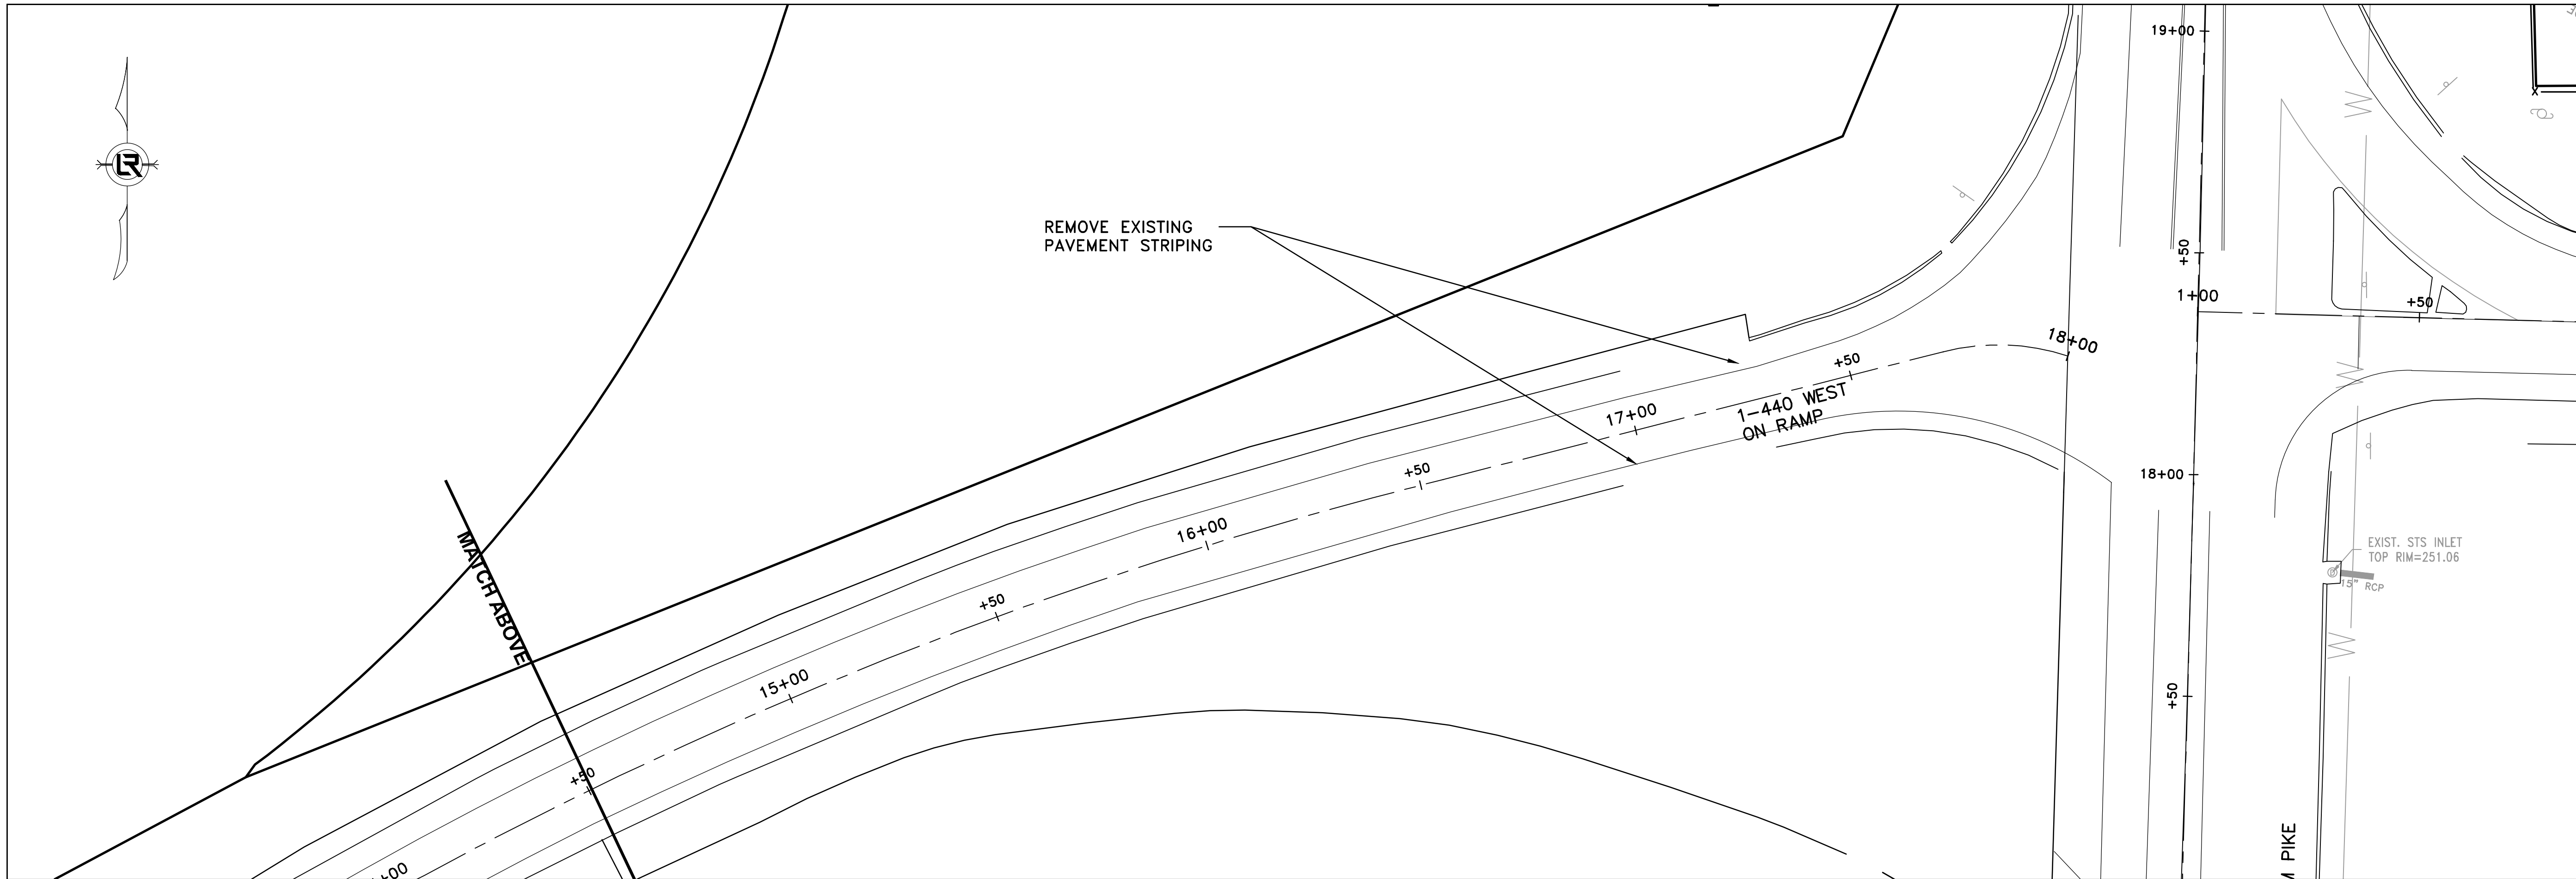 19+00
+50
1+00
+50
REMOVE EXISTING
PAVEMENT STRIPING
18+00
+50
1-440 WEST
ON RAMP
17+00
+50
18+00
16+00
MATCH ABOVE
EXIST. STS INLET
TOP RIM=251.06
15" RCP
+50
15+00
+50
+50
+00
PIKE
W
W
W
LR